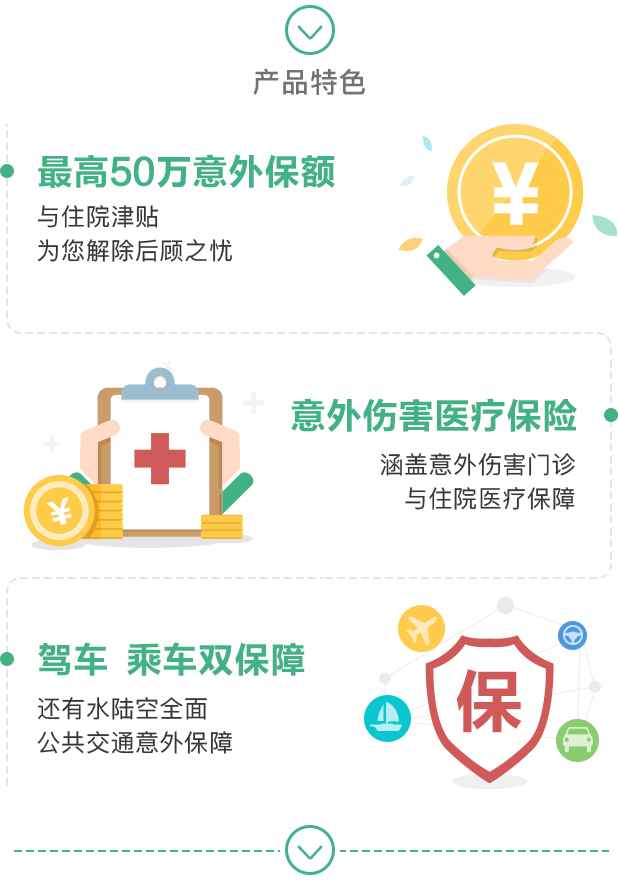 产品特色
最高50万意外保额
与住院津贴
为您解除后顾之忧
¥
意外伤害医疗保险
涵盖意外伤害门诊
与住院医疗保障
¥
驾车 乘车双保障
还有水陆空全面
公共交通意外保障
保